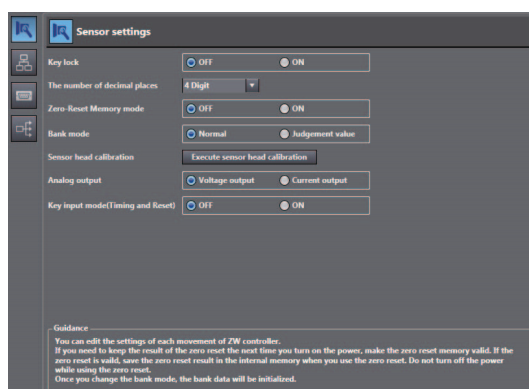 Sensor settings
Key lock OFF ON
The number of decimal places 4 Digit
Zero-Reset Memory mode OFF ON
Bank mode Normal Judgement value
Sensor head calibration Execute sensor head calibration
Analog output Voltage output Current output
Key input mode(Timing and Reset) OFF ON
Guidance
You can edit the settings of each movement of ZW controller.
If you need to keep the result of the zero reset the next time you turn on the power, make the zero reset memory valid. If the
zero reset is vaild, save the zero reset result in the internal memory when you use the zero reset. Do not turn off the power
while using the zero reset.
Once you change the bank mode, the bank data will be initialized.